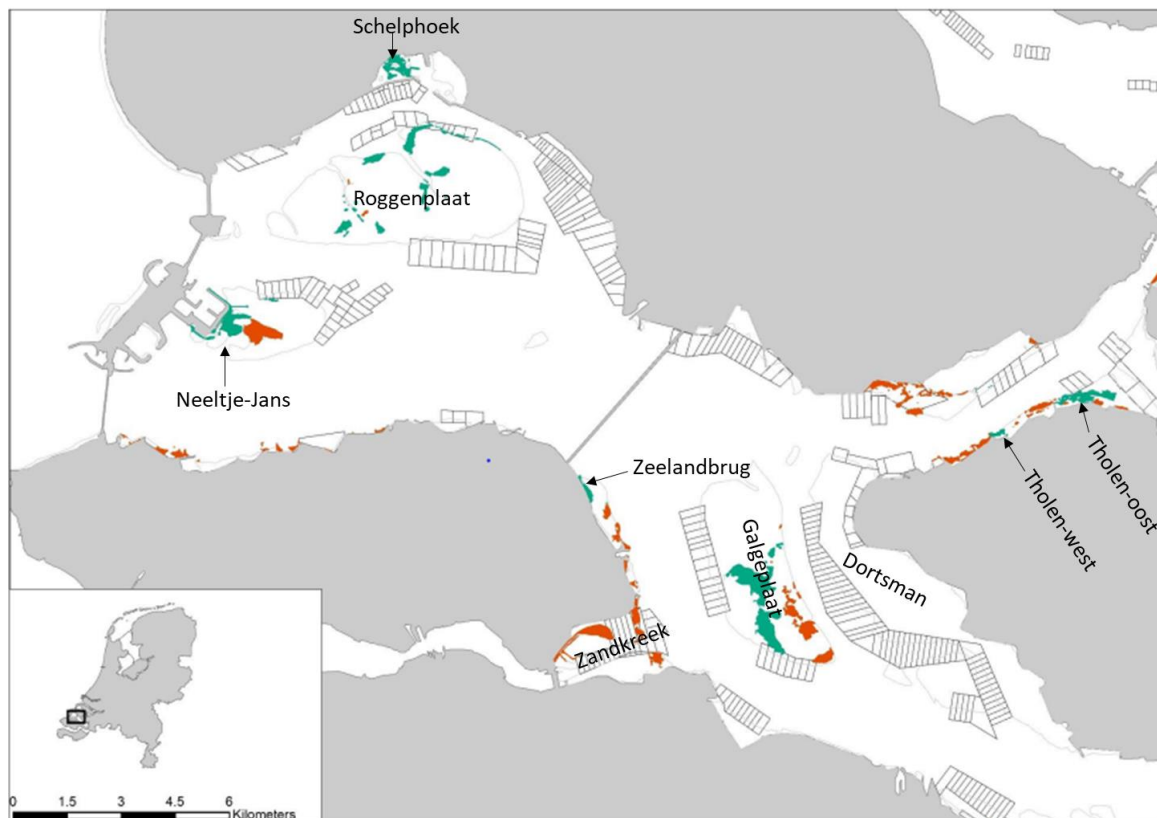 Schelphoek
Roggenplaat
Neeltje-Jans
Zeelandbrug
Galgeplaat
Dortsman
Tholen-west
Tholen-oost
Zandkreek
0 1.5 3 4.5 6
Kilometers